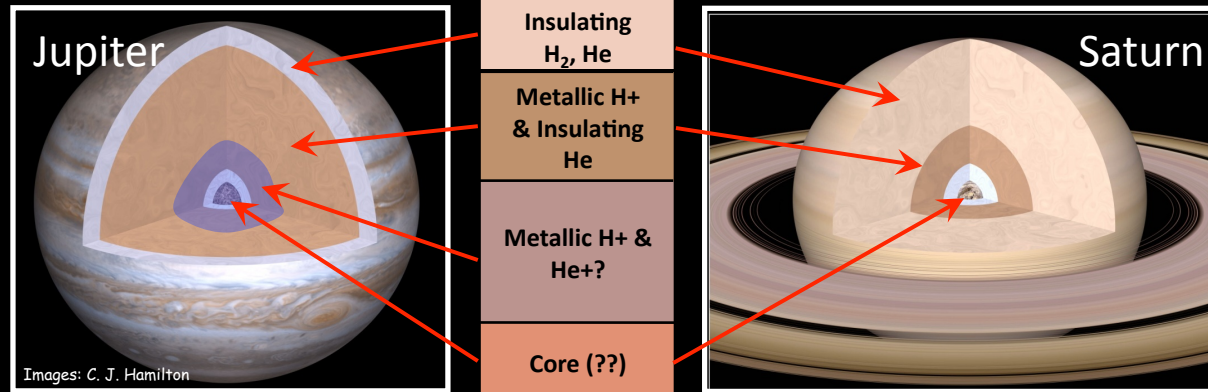 Jupiter
Images: C. J. Hamilton
Insulating
H₂, He
Metallic H+
& Insulating
He
Metallic H+ &
He+?
Core (??)
Saturn